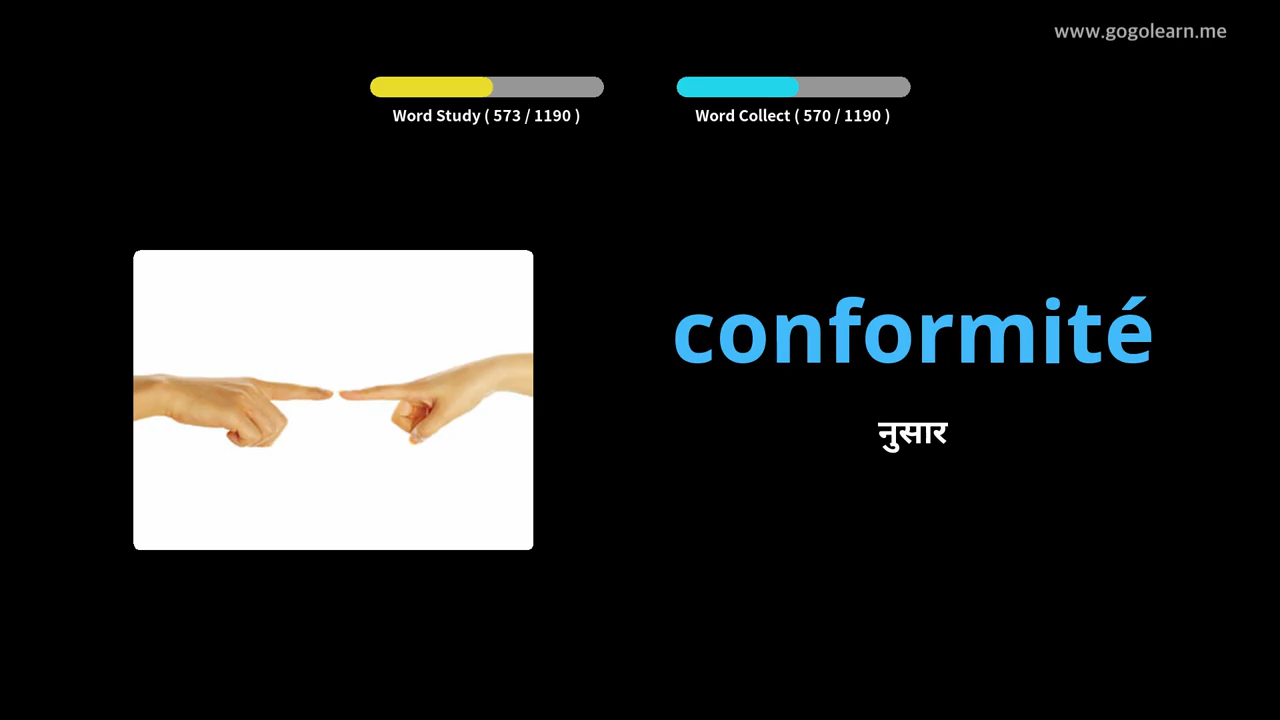 www.gogolearn.me
Word Study ( 573 / 1190 )
Word Collect ( 570 / 1190 )
conformité
नुसार